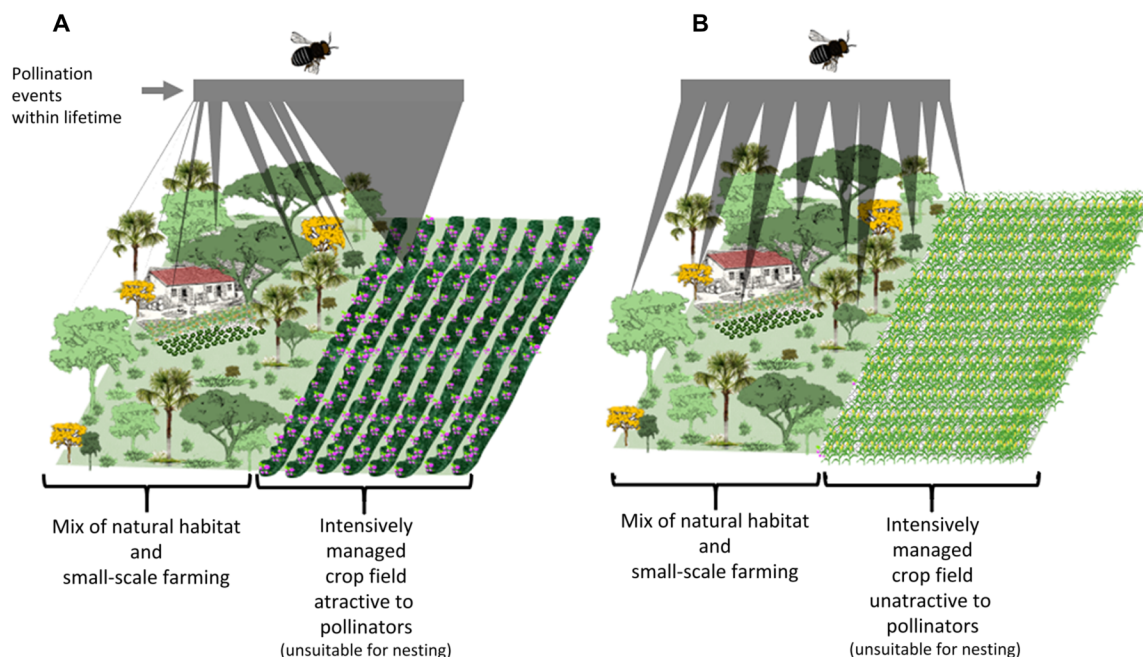 A
B
Pollination
events
within lifetime
Mix of natural habitat
and
small-scale farming
Intensively
managed
crop field
atractive to
pollinators
(unsuitable for nesting)
Mix of natural habitat
and
small-scale farming
Intensively
managed
crop field
unatractive to
pollinators
(unsuitable for nesting)